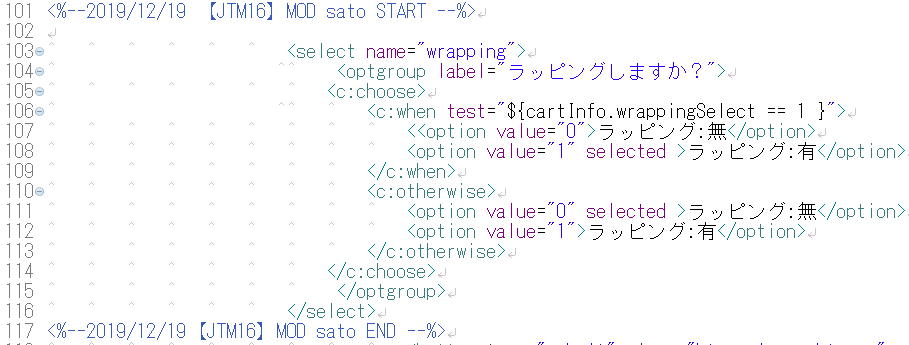 101 <%--2019/12/19 【JTM16】MOD sato START --%>
102
103 <select name="wrapping">
104 <optgroup label="ラッピングしますか？">
105 <c:choose>
106 <c:when test="${cartInfo.wrappingSelect == 1 }">
107 <<option value="0">ラッピング:無</option>
108 <option value="1" selected >ラッピング:有</option>
109 </c:when>
110 <c:otherwise>
111 <option value="0" selected >ラッピング:無</option>
112 <option value="1">ラッピング:有</option>
113 </c:otherwise>
114 </c:choose>
115 </optgroup>
116 </select>
117 <%--2019/12/19【JTM16】MOD sato END --%>